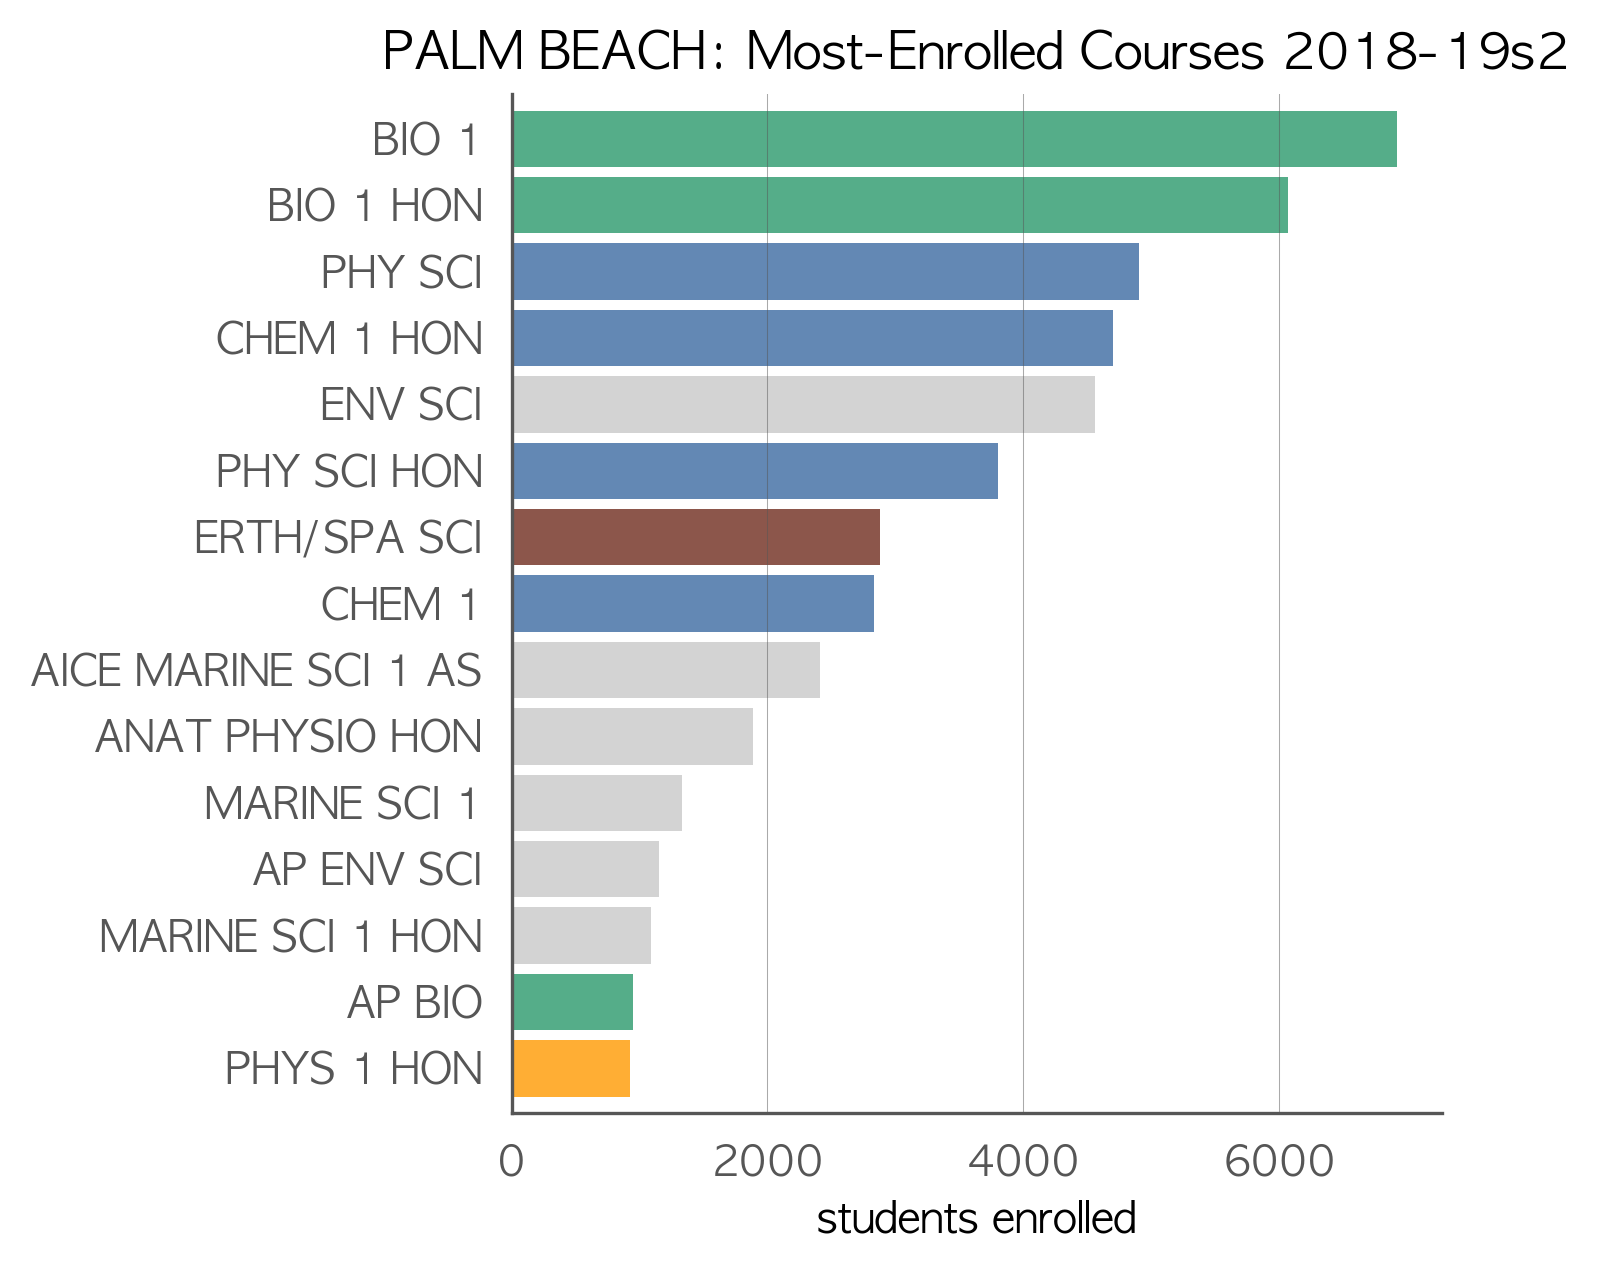 PALM BEACH: Most-Enrolled Courses 2018-19s2
BIO 1
BIO 1 HON
PHY SCI
CHEM 1 HON
ENV SCI
PHY SCI HON
ERTH/SPA SCI
CHEM 1
AICE MARINE SCI 1 AS
ANAT PHYSIO HON
MARINE SCI 1
AP ENV SCI
MARINE SCI 1 HON
AP BIO
PHYS 1 HON
0 2000 4000 6000
students enrolled